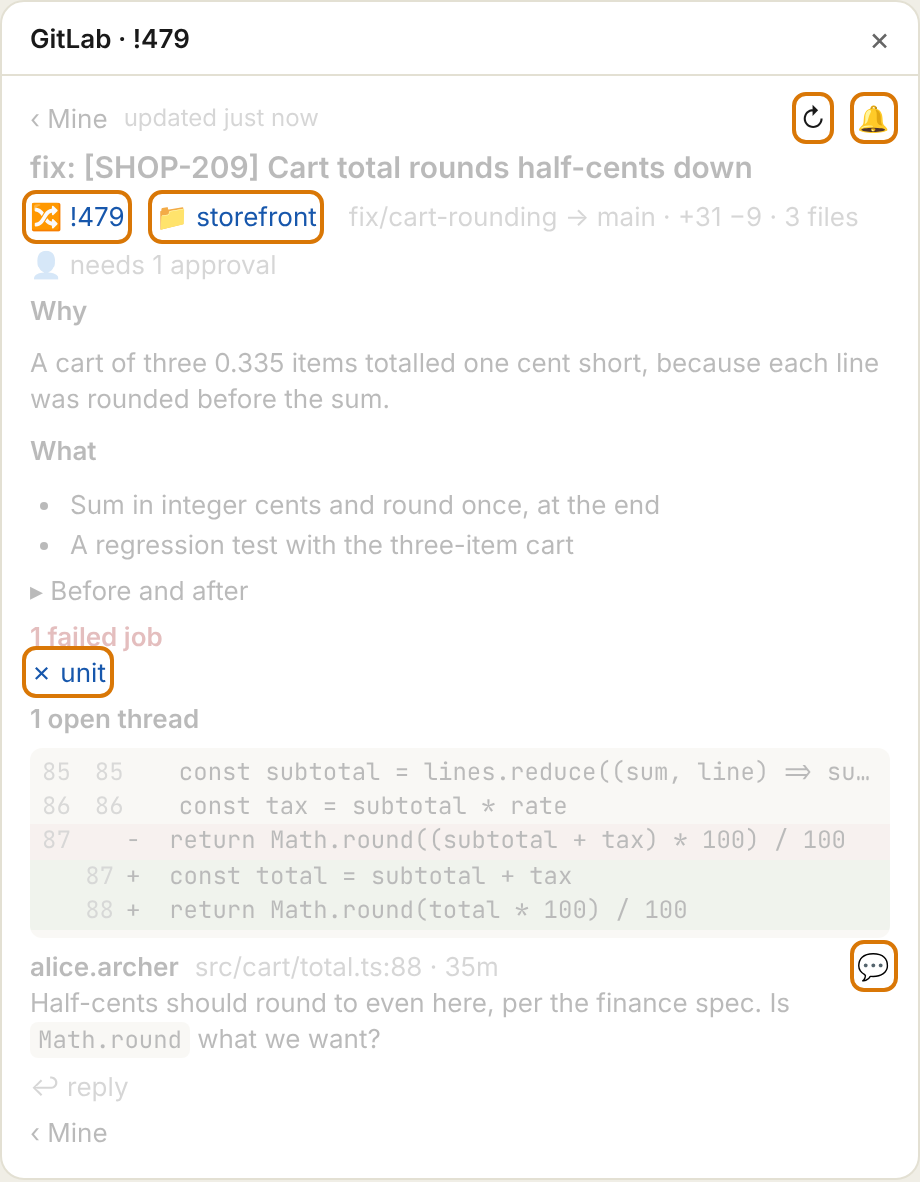 GitLab · !479 ×
‹ Mine updated just now ↻ 🔔
fix: [SHOP-209] Cart total rounds half-cents down
🔀 !479 📁 storefront fix/cart-rounding → main · +31 −9 · 3 files
👤 needs 1 approval
Why
A cart of three 0.335 items totalled one cent short, because each line
was rounded before the sum.
What
• Sum in integer cents and round once, at the end
• A regression test with the three-item cart
▸ Before and after
1 failed job
× unit
1 open thread
85 85 const subtotal = lines.reduce((sum, line) => su…
86 86 const tax = subtotal * rate
87 - return Math.round((subtotal + tax) * 100) / 100
87 + const total = subtotal + tax
88 + return Math.round(total * 100) / 100
alice.archer src/cart/total.ts:88 · 35m 💬
Half-cents should round to even here, per the finance spec. Is
Math.round what we want?
↩ reply
‹ Mine